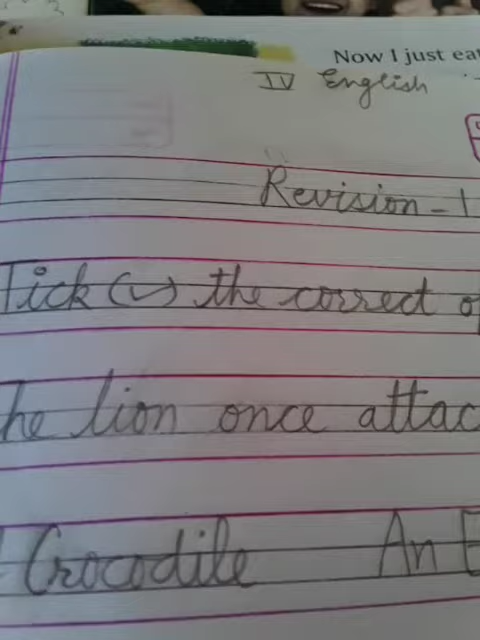 Now I just eat
IV English
Revision - 1
Tick (✓) the correct
The lion once attac
Crocodile An E